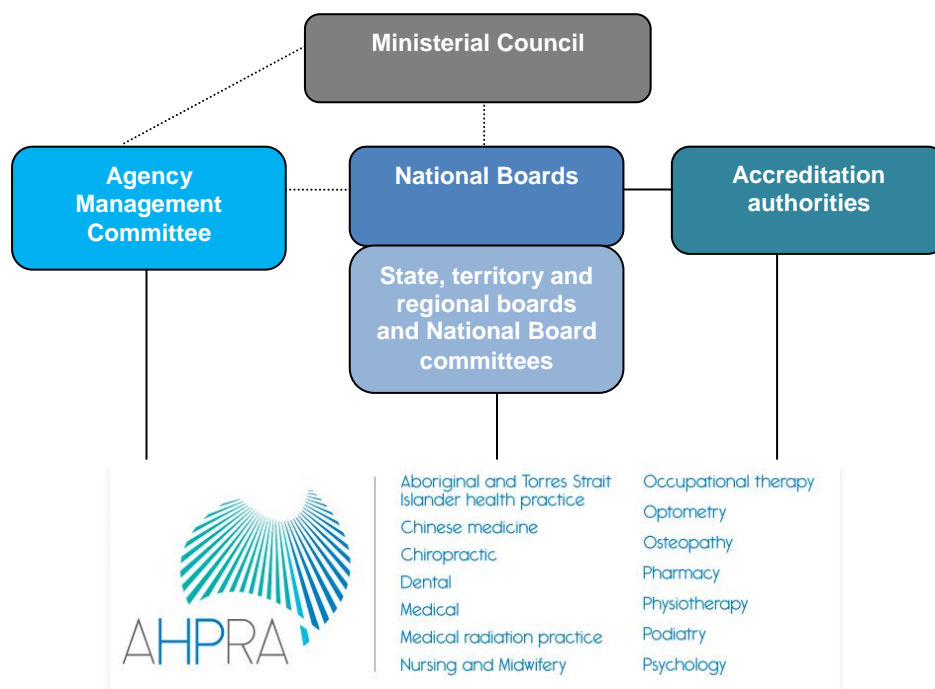 Ministerial Council
Agency
Management
Committee
National Boards
Accreditation
authorities
State, territory and
regional boards
and National Board
committees
AHPRA
Aboriginal and Torres Strait
Islander health practice
Chinese medicine
Chiropractic
Dental
Medical
Medical radiation practice
Nursing and Midwifery
Occupational therapy
Optometry
Osteopathy
Pharmacy
Physiotherapy
Podiatry
Psychology